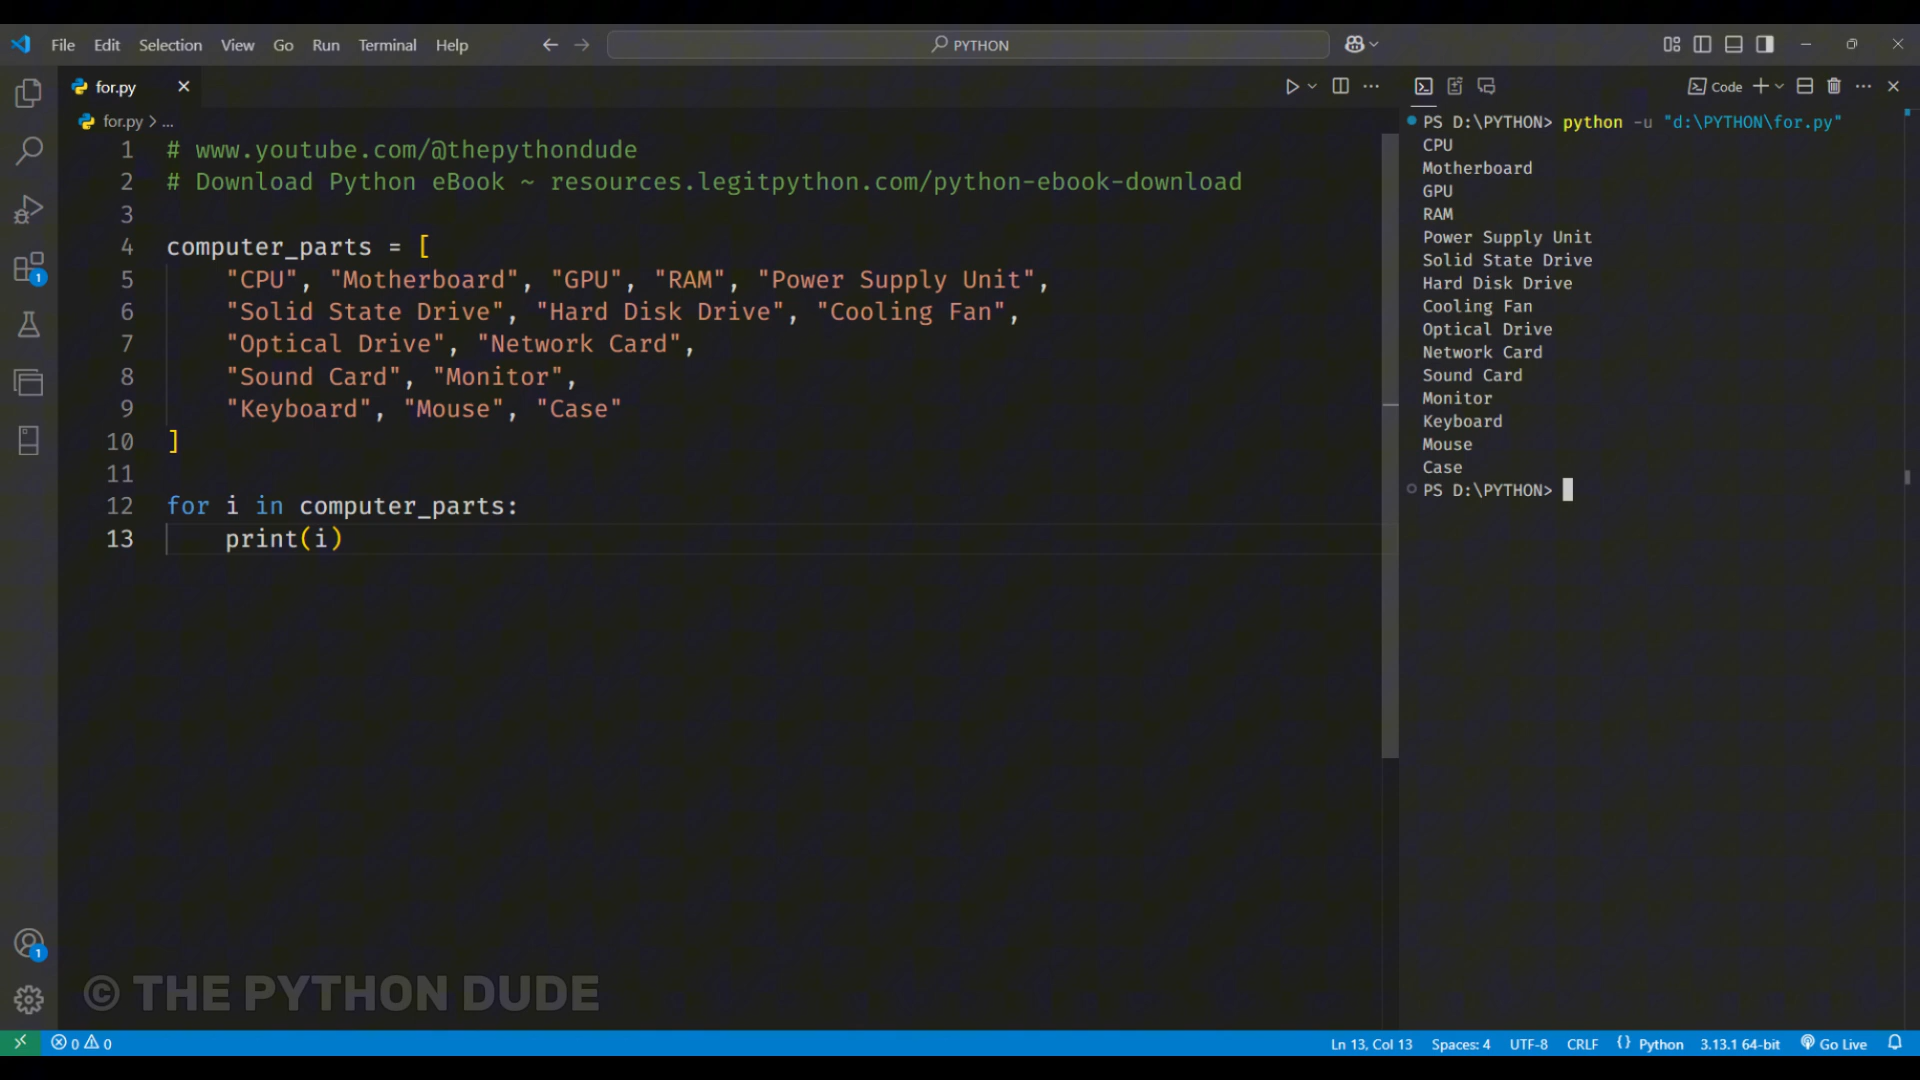 File Edit Selection View Go Run Terminal Help
PYTHON
for.py
for.py > ...
1 # www.youtube.com/@thepythondude
2 # Download Python eBook ~ resources.legitpython.com/python-ebook-download
3
4 computer_parts = [
5 "CPU", "Motherboard", "GPU", "RAM", "Power Supply Unit",
6 "Solid State Drive", "Hard Disk Drive", "Cooling Fan",
7 "Optical Drive", "Network Card",
8 "Sound Card", "Monitor",
9 "Keyboard", "Mouse", "Case"
10 ]
11
12 for i in computer_parts:
13 print(i)
Code
PS D:\PYTHON> python -u "d:\PYTHON\for.py"
CPU
Motherboard
GPU
RAM
Power Supply Unit
Solid State Drive
Hard Disk Drive
Cooling Fan
Optical Drive
Network Card
Sound Card
Monitor
Keyboard
Mouse
Case
PS D:\PYTHON>
1
1
© THE PYTHON DUDE
0 0 Ln 13, Col 13 Spaces: 4 UTF-8 CRLF {} Python 3.13.1 64-bit Go Live